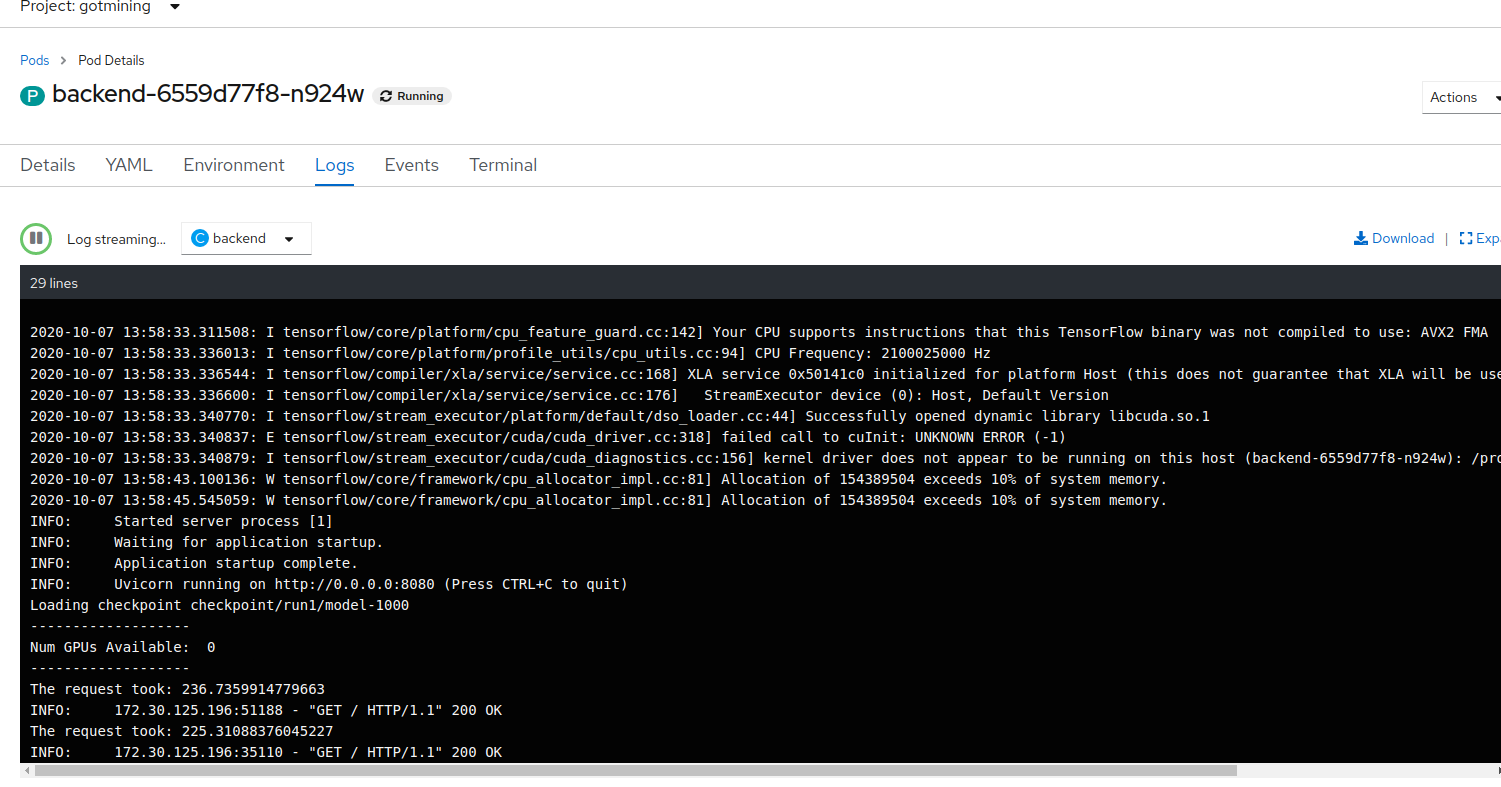 Project: gotmining
Pods > Pod Details
P backend-6559d77f8-n924w Running
Actions
Details YAML Environment Logs Events Terminal
Log streaming... C backend Download | Expa
29 lines
2020-10-07 13:58:33.311508: I tensorflow/core/platform/cpu_feature_guard.cc:142] Your CPU supports instructions that this TensorFlow binary was not compiled to use: AVX2 FMA
2020-10-07 13:58:33.336013: I tensorflow/core/platform/profile_utils/cpu_utils.cc:94] CPU Frequency: 2100025000 Hz
2020-10-07 13:58:33.336544: I tensorflow/compiler/xla/service/service.cc:168] XLA service 0x50141c0 initialized for platform Host (this does not guarantee that XLA will be use
2020-10-07 13:58:33.336600: I tensorflow/compiler/xla/service/service.cc:176]   StreamExecutor device (0): Host, Default Version
2020-10-07 13:58:33.340770: I tensorflow/stream_executor/platform/default/dso_loader.cc:44] Successfully opened dynamic library libcuda.so.1
2020-10-07 13:58:33.340837: E tensorflow/stream_executor/cuda/cuda_driver.cc:318] failed call to cuInit: UNKNOWN ERROR (-1)
2020-10-07 13:58:33.340879: I tensorflow/stream_executor/cuda/cuda_diagnostics.cc:156] kernel driver does not appear to be running on this host (backend-6559d77f8-n924w): /pro
2020-10-07 13:58:43.100136: W tensorflow/core/framework/cpu_allocator_impl.cc:81] Allocation of 154389504 exceeds 10% of system memory.
2020-10-07 13:58:45.545059: W tensorflow/core/framework/cpu_allocator_impl.cc:81] Allocation of 154389504 exceeds 10% of system memory.
INFO:     Started server process [1]
INFO:     Waiting for application startup.
INFO:     Application startup complete.
INFO:     Uvicorn running on http://0.0.0.0:8080 (Press CTRL+C to quit)
Loading checkpoint checkpoint/run1/model-1000
-------------------
Num GPUs Available:  0
-------------------
The request took: 236.7359914779663
INFO:     172.30.125.196:51188 - "GET / HTTP/1.1" 200 OK
The request took: 225.31088376045227
INFO:     172.30.125.196:35110 - "GET / HTTP/1.1" 200 OK